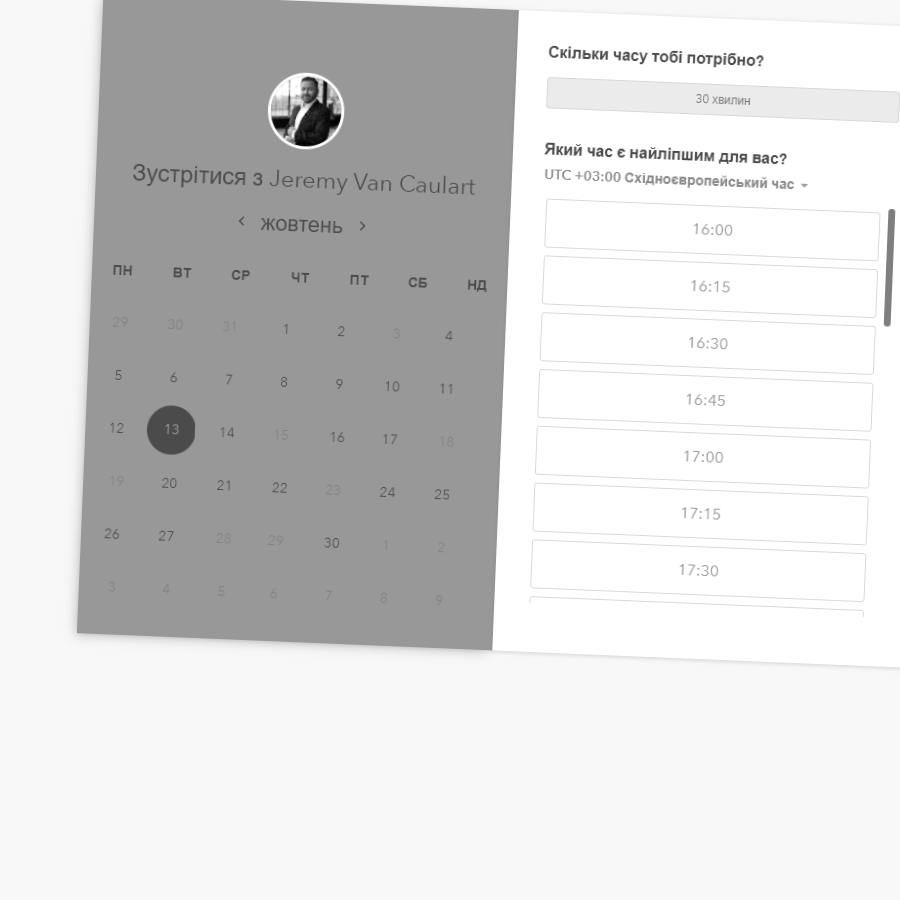 Зустрітися з Jeremy Van Caulart
жовтень
ПН ВТ СР ЧТ ПТ СБ НД
29 30 31 1 2 3 4
5 6 7 8 9 10 11
12 13 14 15 16 17 18
19 20 21 22 23 24 25
26 27 28 29 30 1 2
3 4 5 6 7 8 9
Скільки часу тобі потрібно?
30 хвилин
Який час є найліпшим для вас?
UTC +03:00 Східноєвропейський час
16:00
16:15
16:30
16:45
17:00
17:15
17:30